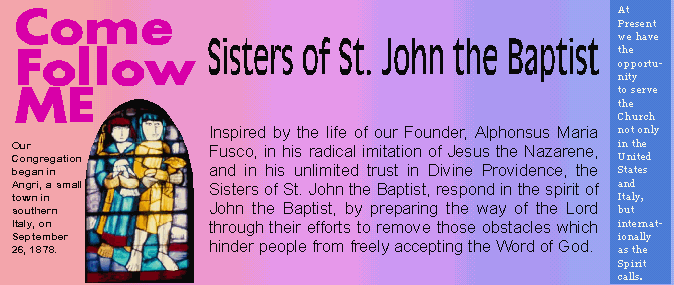 Come
Follow
ME
Our
Congregation
began in
Angri, a small
town in
southern
Italy, on
September
26, 1878.
Sisters of St. John the Baptist
Inspired by the life of our Founder, Alphonsus Maria
Fusco, in his radical imitation of Jesus the Nazarene,
and in his unlimited trust in Divine Providence, the
Sisters of St. John the Baptist, respond in the spirit of
John the Baptist, by preparing the way of the Lord
through their efforts to remove those obstacles which
hinder people from freely accepting the Word of God.
At
Present
we have
the
opportu-
nity
to serve
the
Church
not only
in the
United
States
and
Italy,
but
internat-
ionally
as the
Spirit
calls.